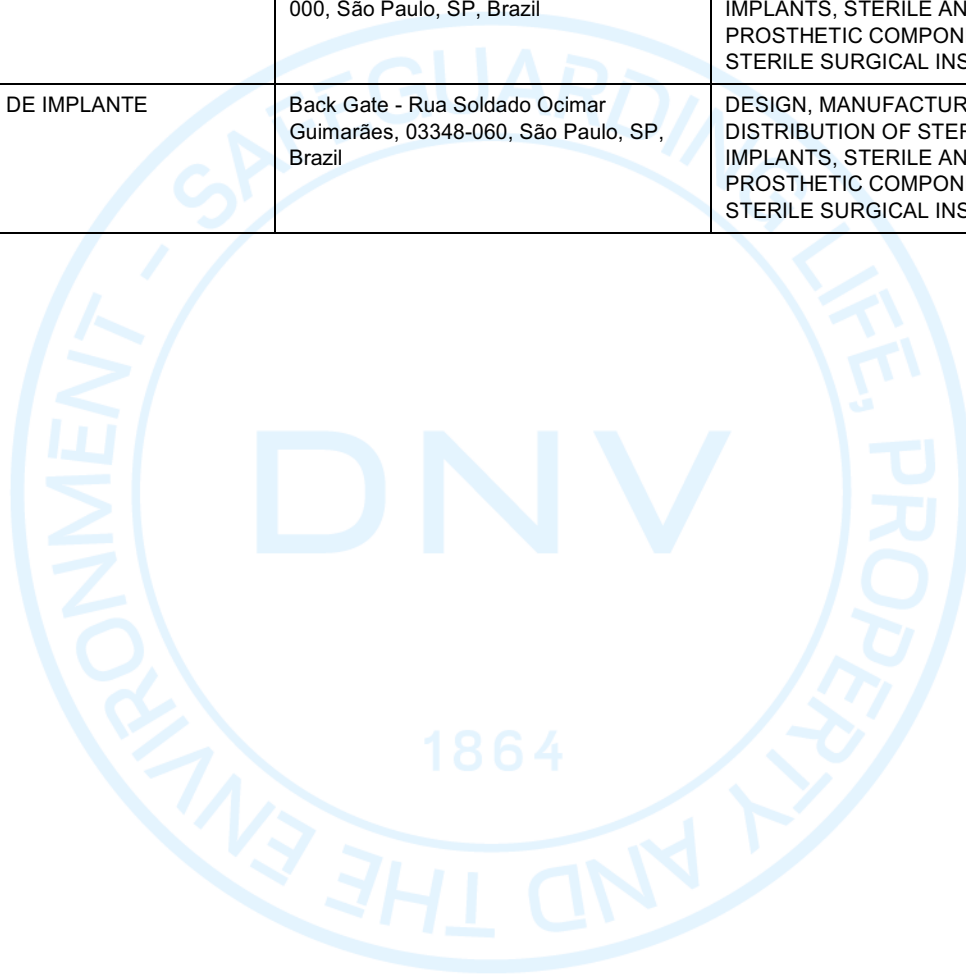 000, São Paulo, SP, Brazil
IMPLANTS, STERILE AN
PROSTHETIC COMPON
STERILE SURGICAL INS
DE IMPLANTE
Back Gate - Rua Soldado Ocimar
Guimarães, 03348-060, São Paulo, SP,
Brazil
DESIGN, MANUFACTUR
DISTRIBUTION OF STER
IMPLANTS, STERILE AN
PROSTHETIC COMPON
STERILE SURGICAL INS
SAFEGUARDING LIFE, PROPERTY AND THE ENVIRONMENT -
DNV
1864